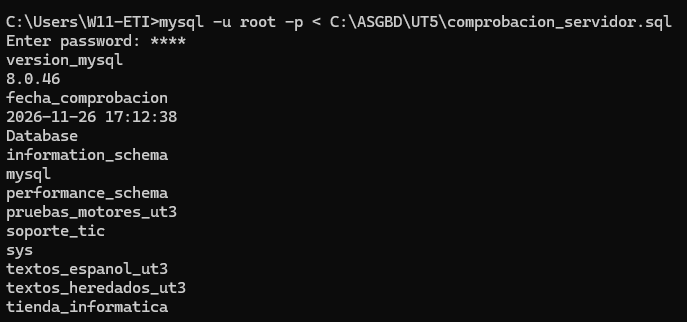 C:\Users\W11-ETI>mysql -u root -p < C:\ASGBD\UT5\comprobacion_servidor.sql
Enter password: ****
version_mysql
8.0.46
fecha_comprobacion
2026-11-26 17:12:38
Database
information_schema
mysql
performance_schema
pruebas_motores_ut3
soporte_tic
sys
textos_espanol_ut3
textos_heredados_ut3
tienda_informatica